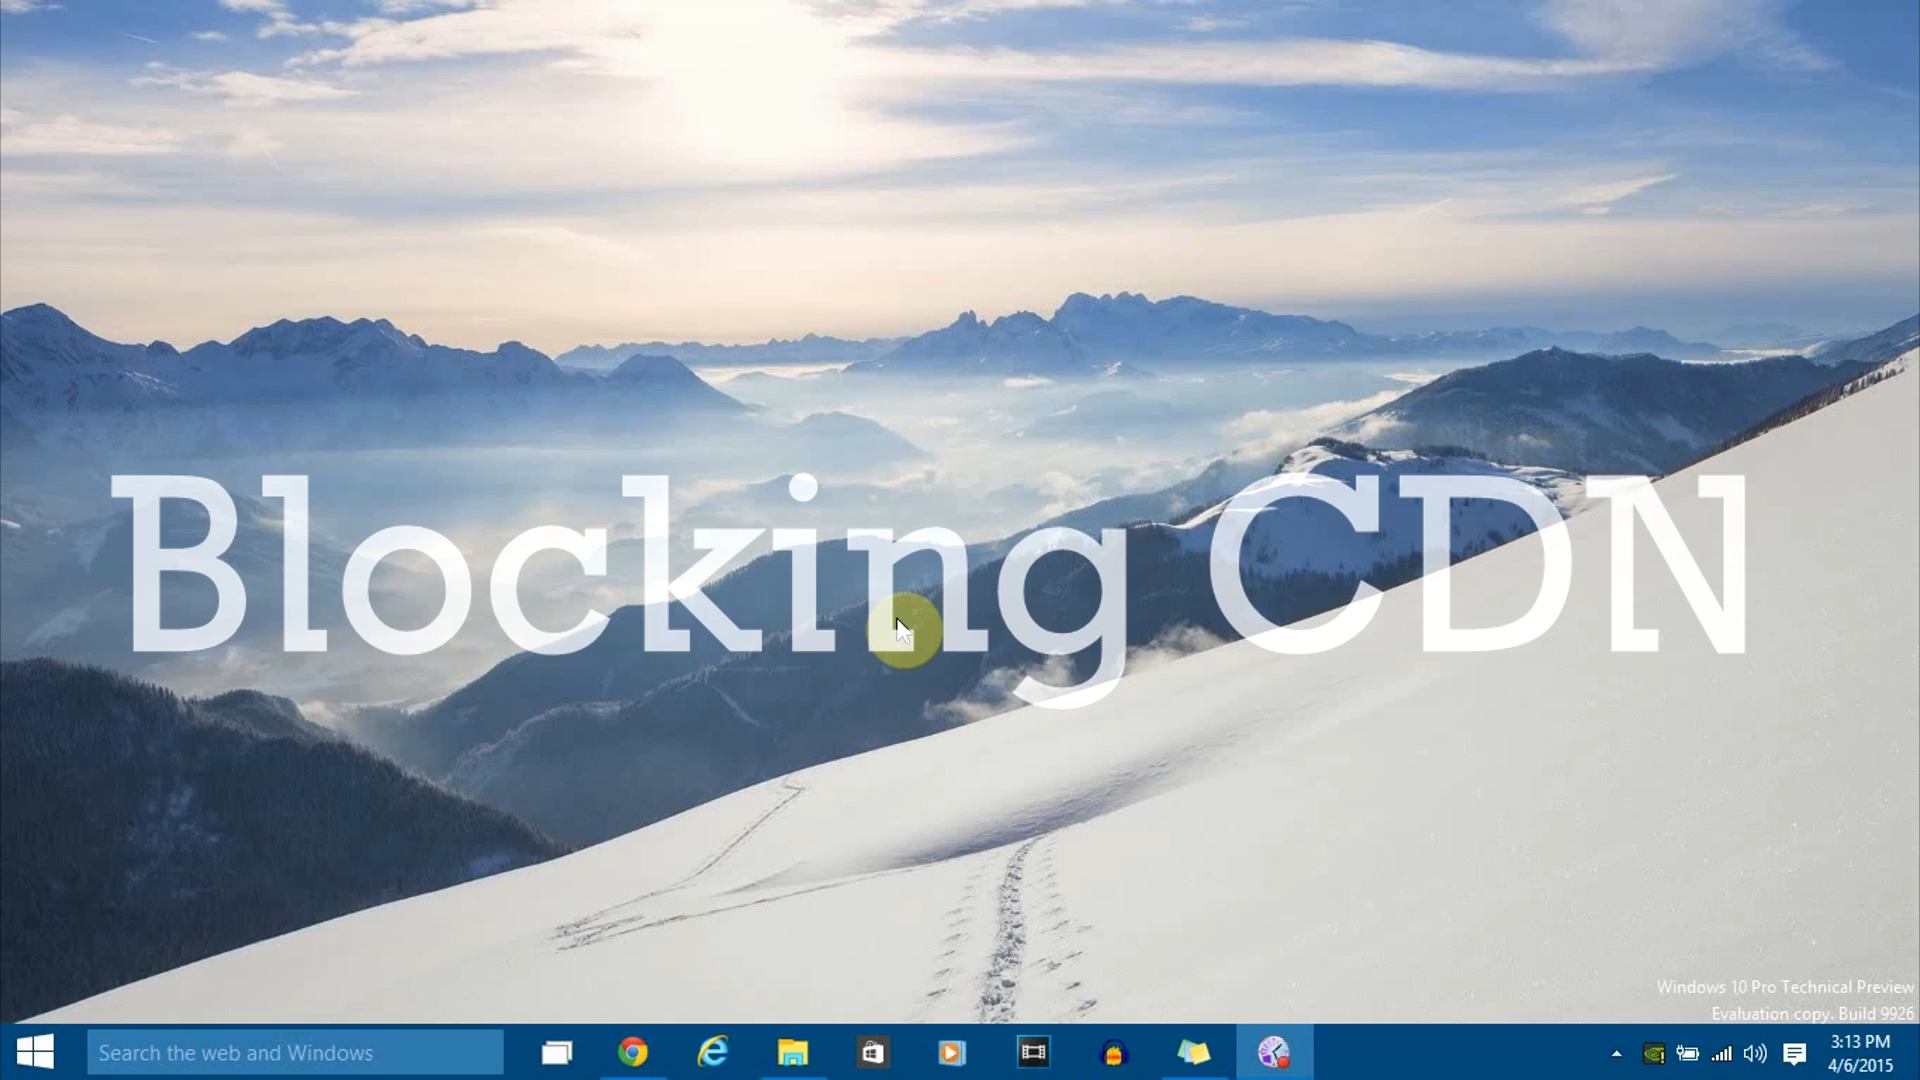 Blocking CDN
Windows 10 Pro Technical Preview
Evaluation copy. Build 9926
Search the web and Windows
3:13 PM
4/6/2015